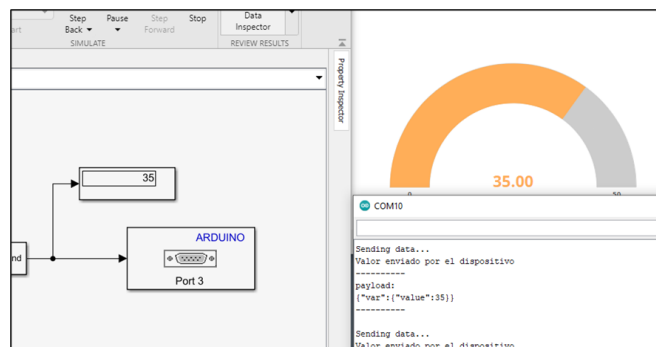 Step
Back
Pause
Step
Forward
Stop
Data
Inspector
SIMULATE
REVIEW RESULTS
Property Inspector
35
ARDUINO
Port 3
35.00
COM10
Sending data...
Valor enviado por el dispositivo
----------
payload:
{"var":{"value":35}}
----------
Sending data...
Valor enviado por el dispositivo